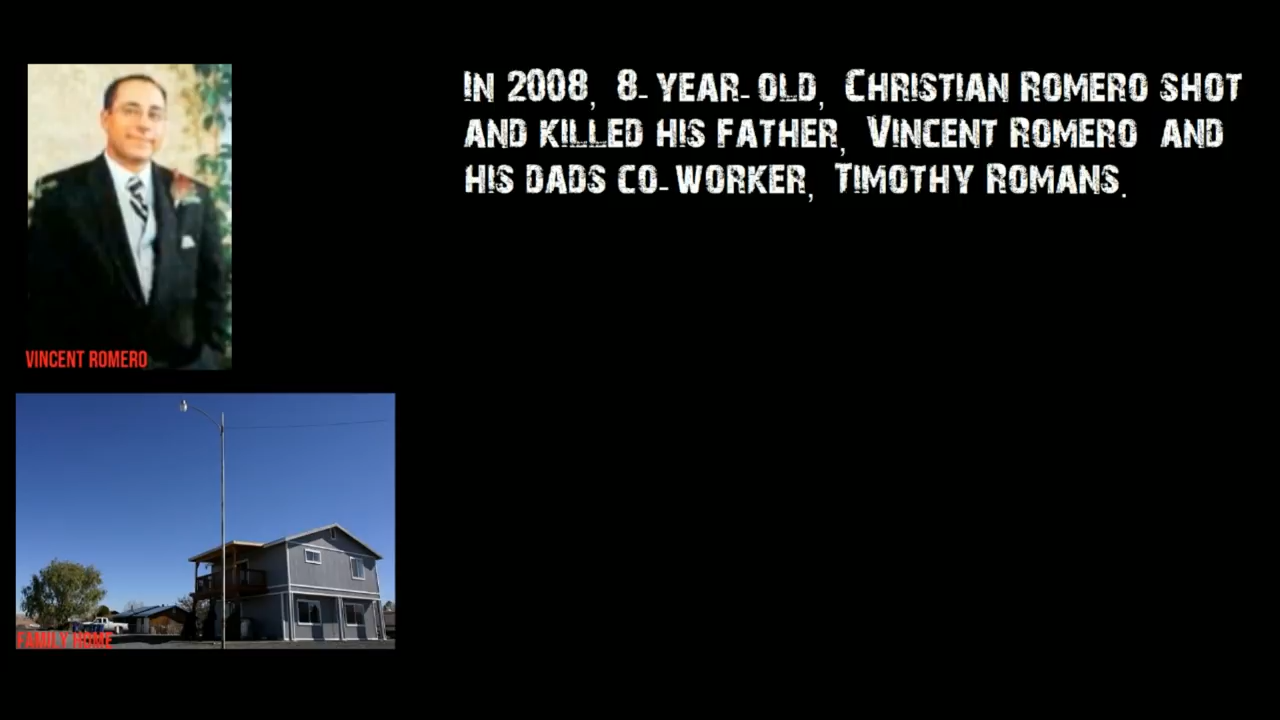 In 2008, 8-year-old, Christian Romero shot
and killed his father, Vincent Romero and
his dads co-worker, Timothy Romans.
VINCENT ROMERO
FAMILY HOME